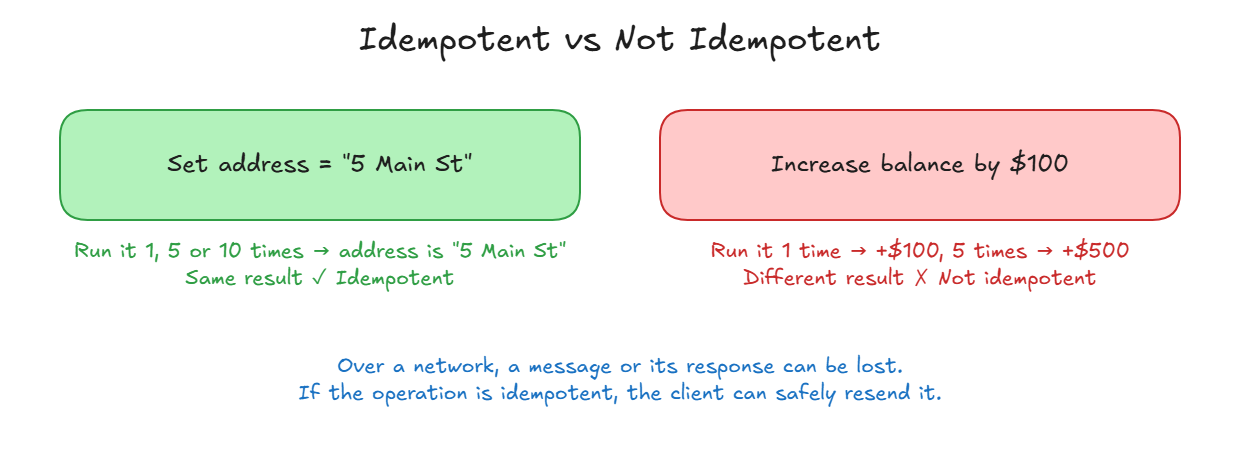 Idempotent vs Not Idempotent
Set address = "5 Main St"
Increase balance by $100
Run it 1, 5 or 10 times → address is "5 Main St"
Same result ✓ Idempotent
Run it 1 time → +$100, 5 times → +$500
Different result ✗ Not idempotent
Over a network, a message or its response can be lost.
If the operation is idempotent, the client can safely resend it.